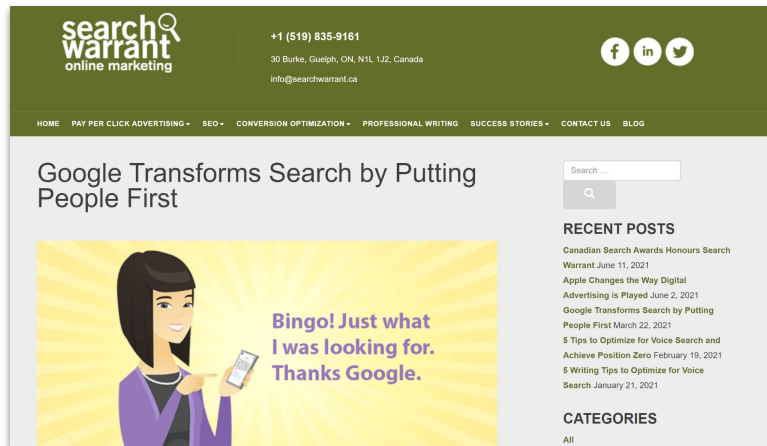 search
warrant
online marketing
+1 (519) 835-9161
30 Burke, Guelph, ON, N1L 1J2, Canada
info@searchwarrant.ca
f in
HOME PAY PER CLICK ADVERTISING SEO CONVERSION OPTIMIZATION PROFESSIONAL WRITING SUCCESS STORIES CONTACT US BLOG
Google Transforms Search by Putting
People First
Bingo! Just what
I was looking for.
Thanks Google.
Search ...
RECENT POSTS
Canadian Search Awards Honours Search
Warrant June 11, 2021
Apple Changes the Way Digital
Advertising is Played June 2, 2021
Google Transforms Search by Putting
People First March 22, 2021
5 Tips to Optimize for Voice Search and
Achieve Position Zero February 19, 2021
5 Writing Tips to Optimize for Voice
Search January 21, 2021
CATEGORIES
All